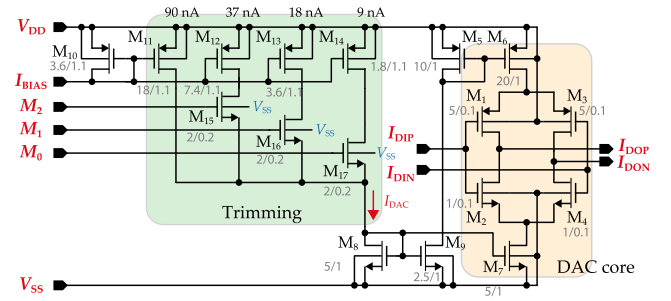 90 nA 37 nA 18 nA 9 nA
VDD
M10 M11 M12 M13 M14 M5 M6
3.6/1.1 18/1.1 7.4/1.1 3.6/1.1 1.8/1.1 10/1 20/1
IBIAS
M2 M15 VSS M1 M3
2/0.2 5/0.1 5/0.1
M1 M16 VSS
2/0.2
IDIP IDOP
M0 M17 VSS
2/0.2
IDIN IDON
IDAC
M2 M4
1/0.1 1/0.1
Trimming
M8 M9 M7
5/1 2.5/1 5/1
DAC core
VSS